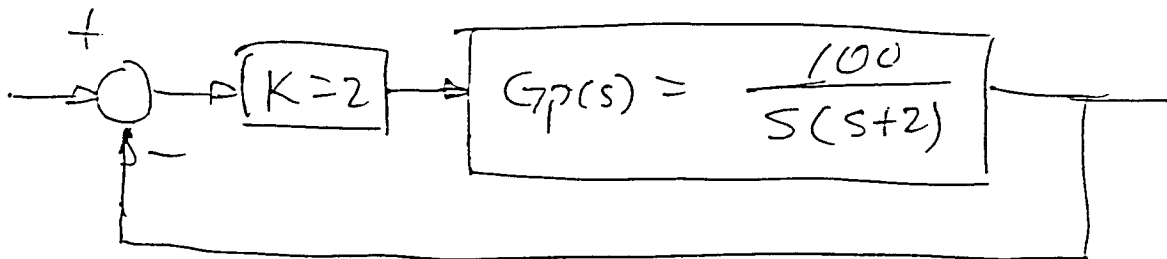 +
K=2
Gp(s) = 100
s(s+2)
−